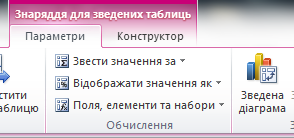 Знаряддя для зведених таблиць
Параметри Конструктор
Звести значення за
Відображати значення як
Поля, елементи та набори
Обчислення
Зведена
діаграма